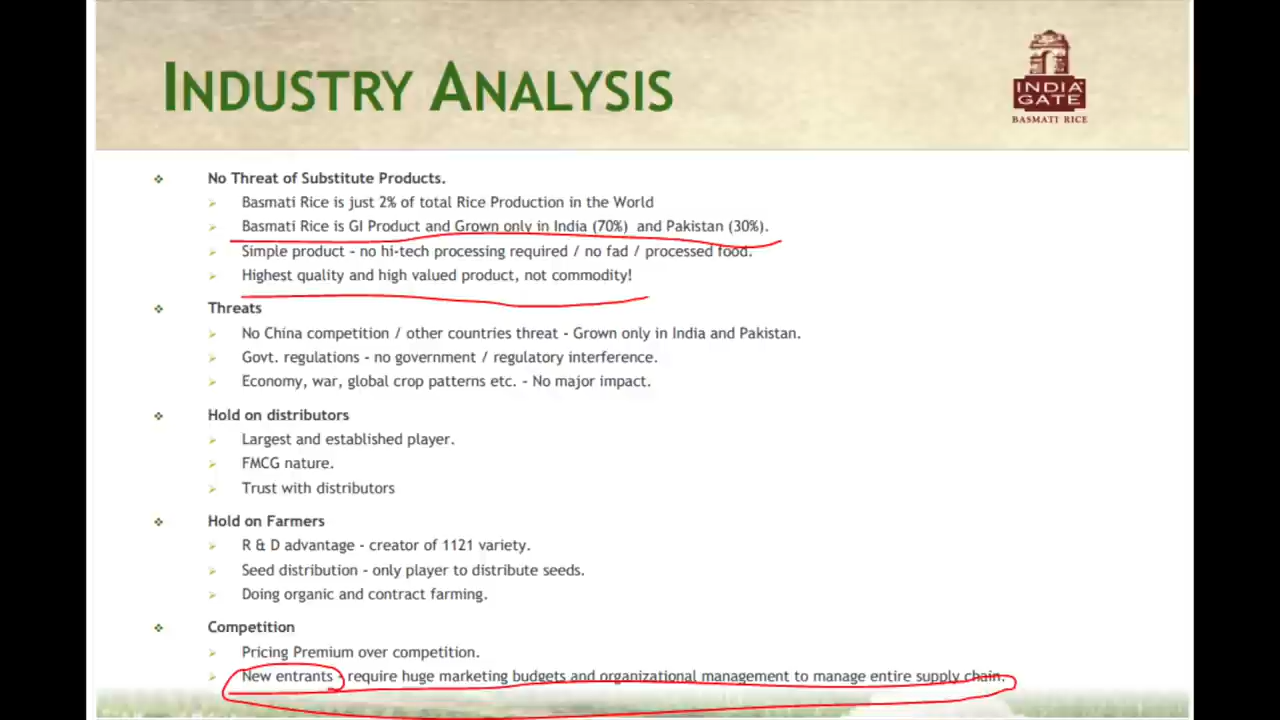 INDUSTRY ANALYSIS
INDIA
GATE
BASMATI RICE
No Threat of Substitute Products.
Basmati Rice is just 2% of total Rice Production in the World
Basmati Rice is GI Product and Grown only in India (70%) and Pakistan (30%).
Simple product - no hi-tech processing required / no fad / processed food.
Highest quality and high valued product, not commodity!
Threats
No China competition / other countries threat - Grown only in India and Pakistan.
Govt. regulations - no government / regulatory interference.
Economy, war, global crop patterns etc. - No major impact.
Hold on distributors
Largest and established player.
FMCG nature.
Trust with distributors
Hold on Farmers
R & D advantage - creator of 1121 variety.
Seed distribution - only player to distribute seeds.
Doing organic and contract farming.
Competition
Pricing Premium over competition.
New entrants - require huge marketing budgets and organizational management to manage entire supply chain.